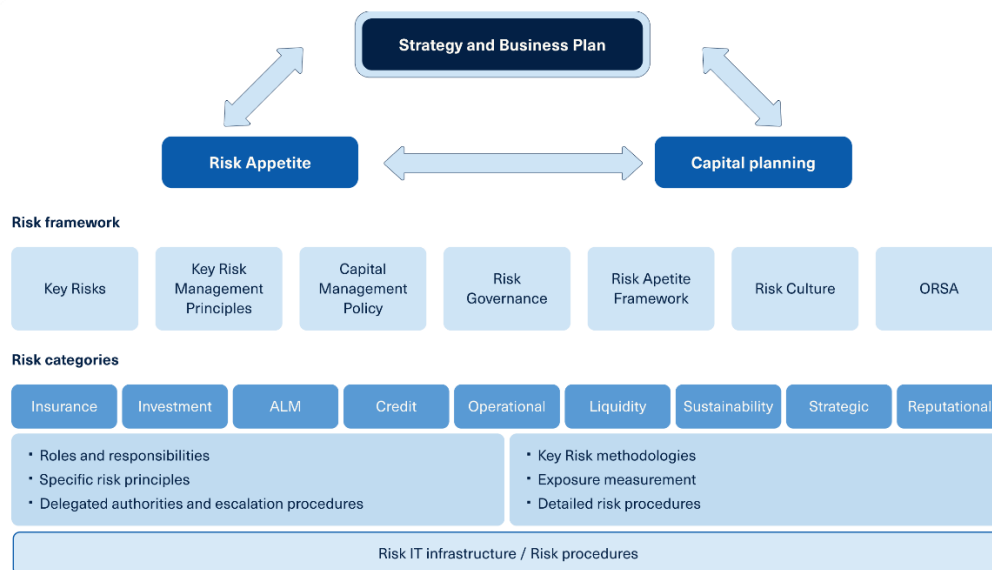 Strategy and Business Plan
Risk Appetite
Capital planning
Risk framework
Key Risks
Key Risk
Management
Principles
Capital
Management
Policy
Risk
Governance
Risk Apetite
Framework
Risk Culture
ORSA
Risk categories
Insurance
Investment
ALM
Credit
Operational
Liquidity
Sustainability
Strategic
Reputational
• Roles and responsibilities
• Specific risk principles
• Delegated authorities and escalation procedures
• Key Risk methodologies
• Exposure measurement
• Detailed risk procedures
Risk IT infrastructure / Risk procedures